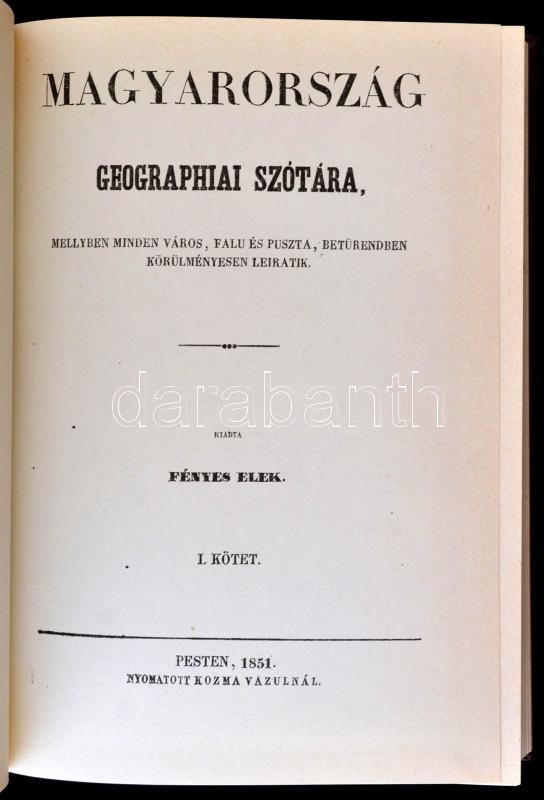 MAGYARORSZÁG
GEOGRAPHIAI SZÓTÁRA,
MELLYBEN MINDEN VÁROS, FALU ÉS PUSZTA, BETÜRENDBEN
KÖRÜLMÉNYESEN LEIRATIK.
darabanth
KIADTA
FÉNYES ELEK.
I. KÖTET.
PESTEN, 1851.
NYOMATOTT KOZMA VAZULNÁL.